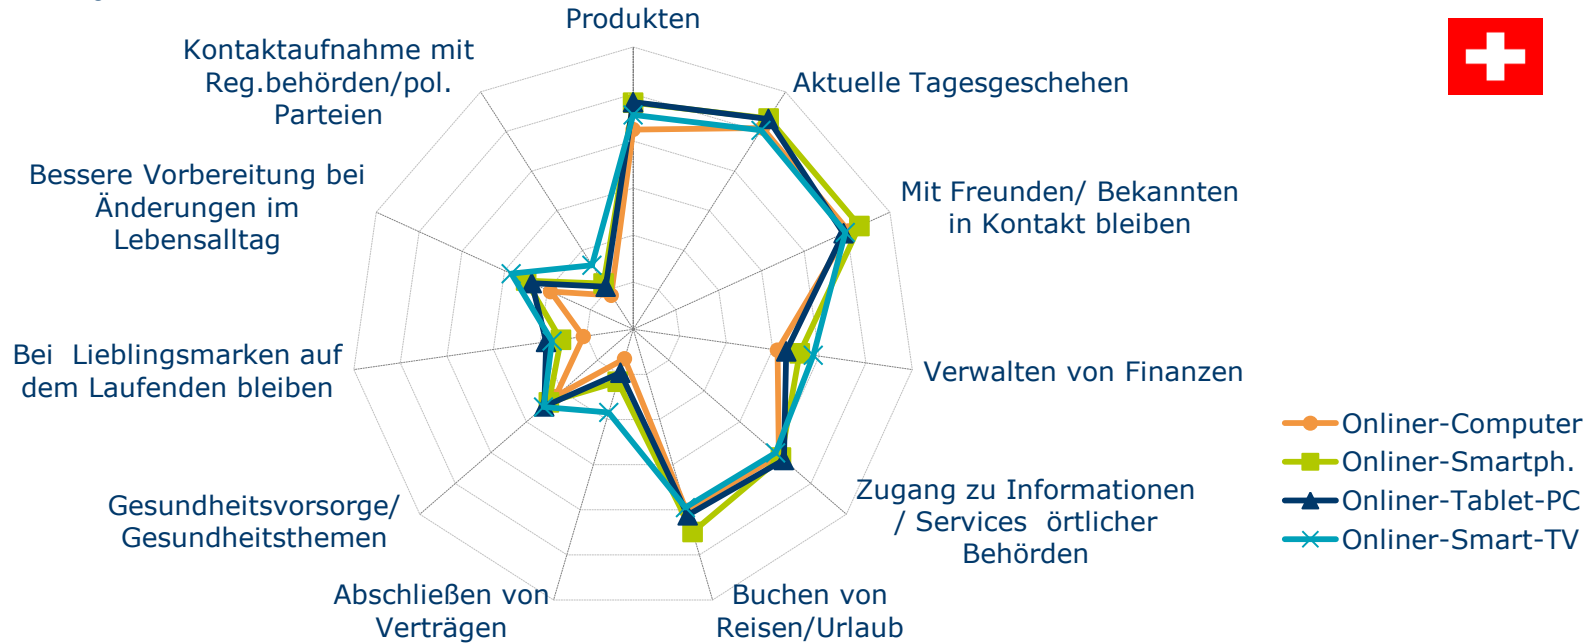 Produkten
Aktuelle Tagesgeschehen
Mit Freunden/ Bekannten
in Kontakt bleiben
Verwalten von Finanzen
Zugang zu Informationen
/ Services örtlicher
Behörden
Buchen von
Reisen/Urlaub
Abschließen von
Verträgen
Gesundheitsvorsorge/
Gesundheitsthemen
Bei Lieblingsmarken auf
dem Laufenden bleiben
Bessere Vorbereitung bei
Änderungen im
Lebensalltag
Kontaktaufnahme mit
Reg.behörden/pol.
Parteien
Onliner-Computer
Onliner-Smartph.
Onliner-Tablet-PC
Onliner-Smart-TV